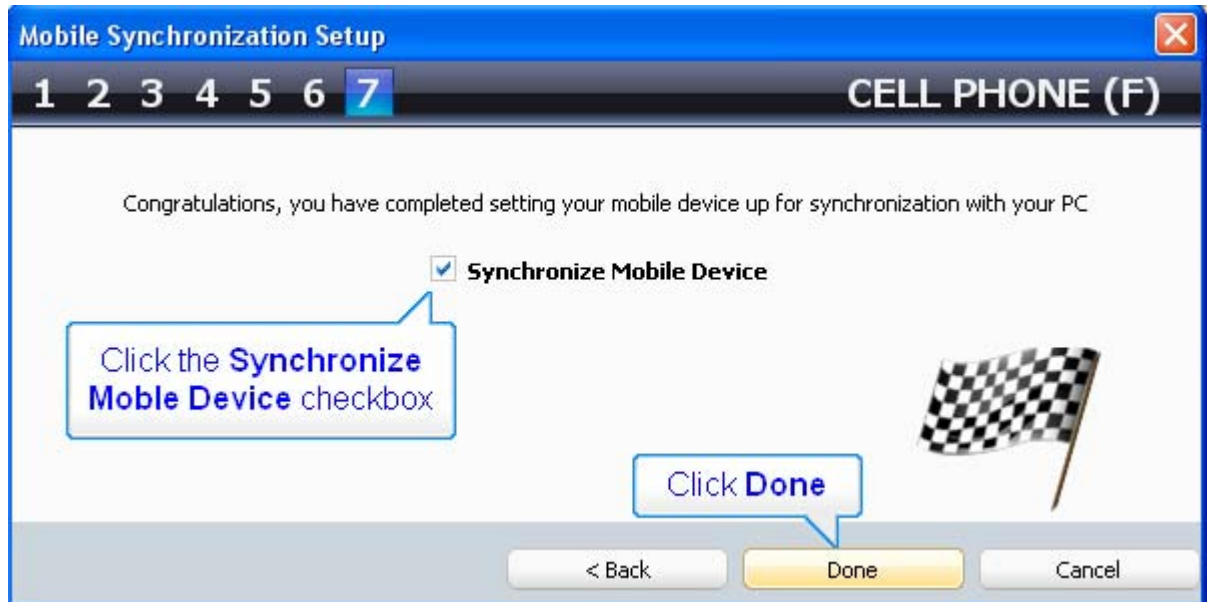 Mobile Synchronization Setup
1 2 3 4 5 6 7 CELL PHONE (F)
Congratulations, you have completed setting your mobile device up for synchronization with your PC
Synchronize Mobile Device
Click the Synchronize
Moble Device checkbox
Click Done
< Back Done Cancel